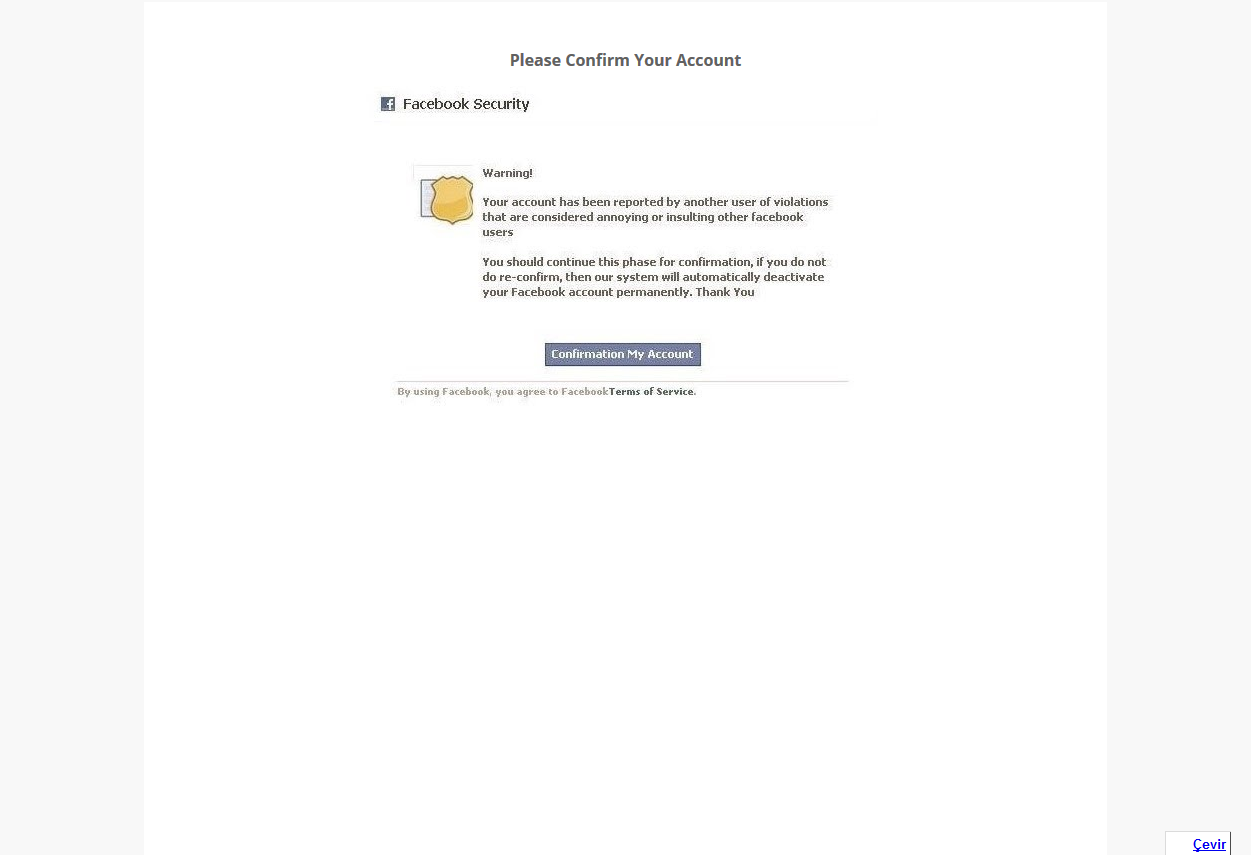 Please Confirm Your Account
Facebook Security
Warning!
Your account has been reported by another user of violations
that are considered annoying or insulting other facebook
users
You should continue this phase for confirmation, if you do not
do re-confirm, then our system will automatically deactivate
your Facebook account permanently. Thank You
Confirmation My Account
By using Facebook, you agree to FacebookTerms of Service.
Çevir